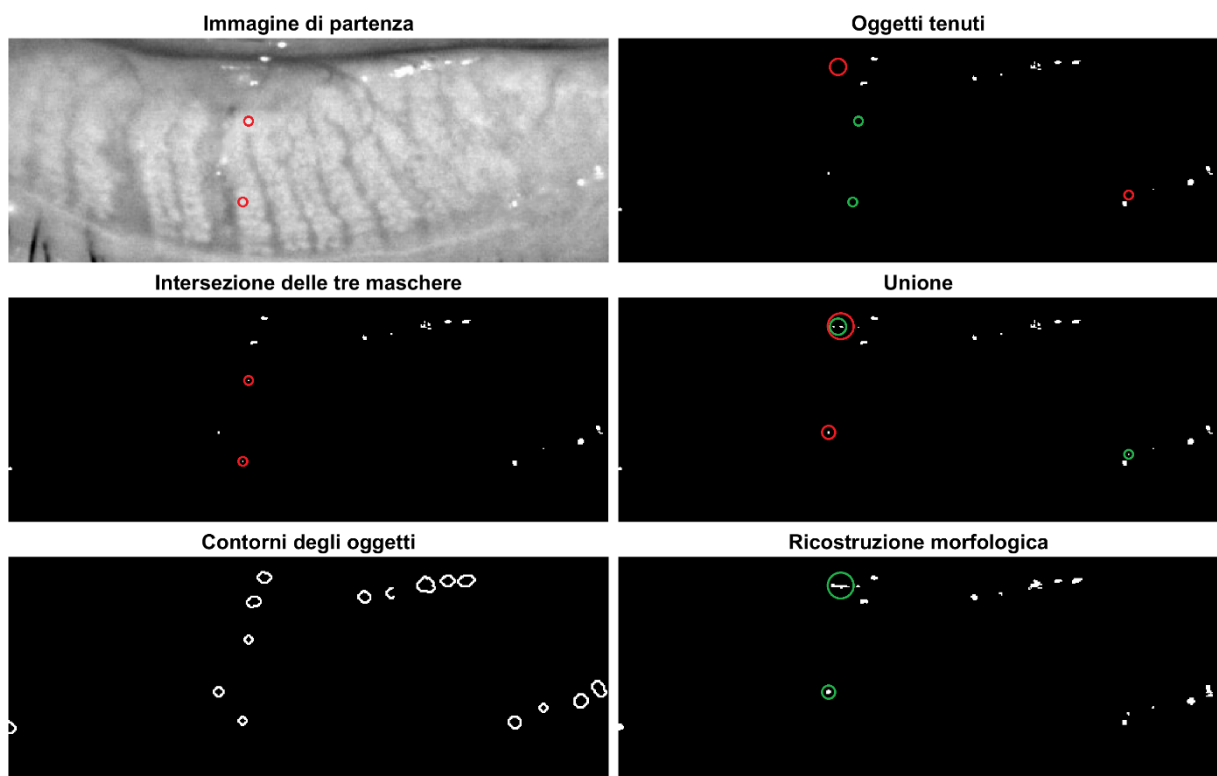 Immagine di partenza
Oggetti tenuti
Intersezione delle tre maschere
Unione
Contorni degli oggetti
Ricostruzione morfologica